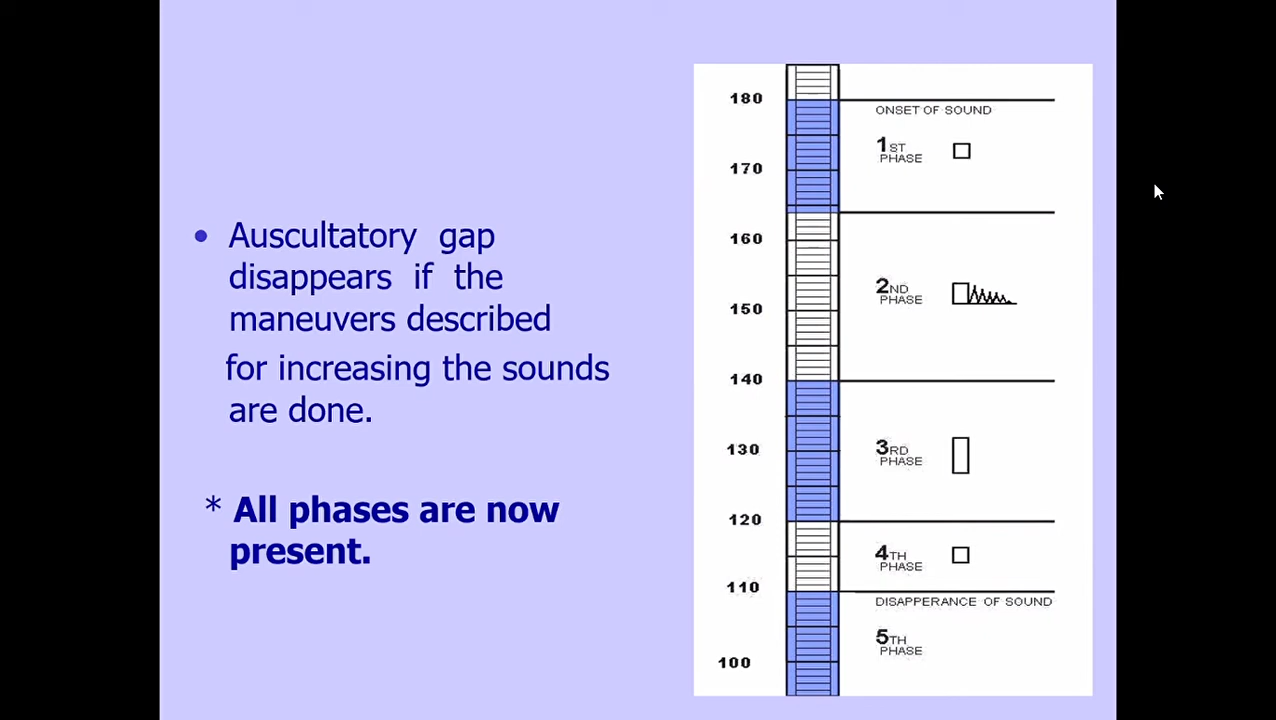 • Auscultatory gap
disappears if the
maneuvers described
for increasing the sounds
are done.
* All phases are now
present.
180
ONSET OF SOUND
1ST
PHASE
170
160
2ND
PHASE
150
140
3RD
PHASE
130
120
4TH
PHASE
110
DISAPPERANCE OF SOUND
5TH
PHASE
100